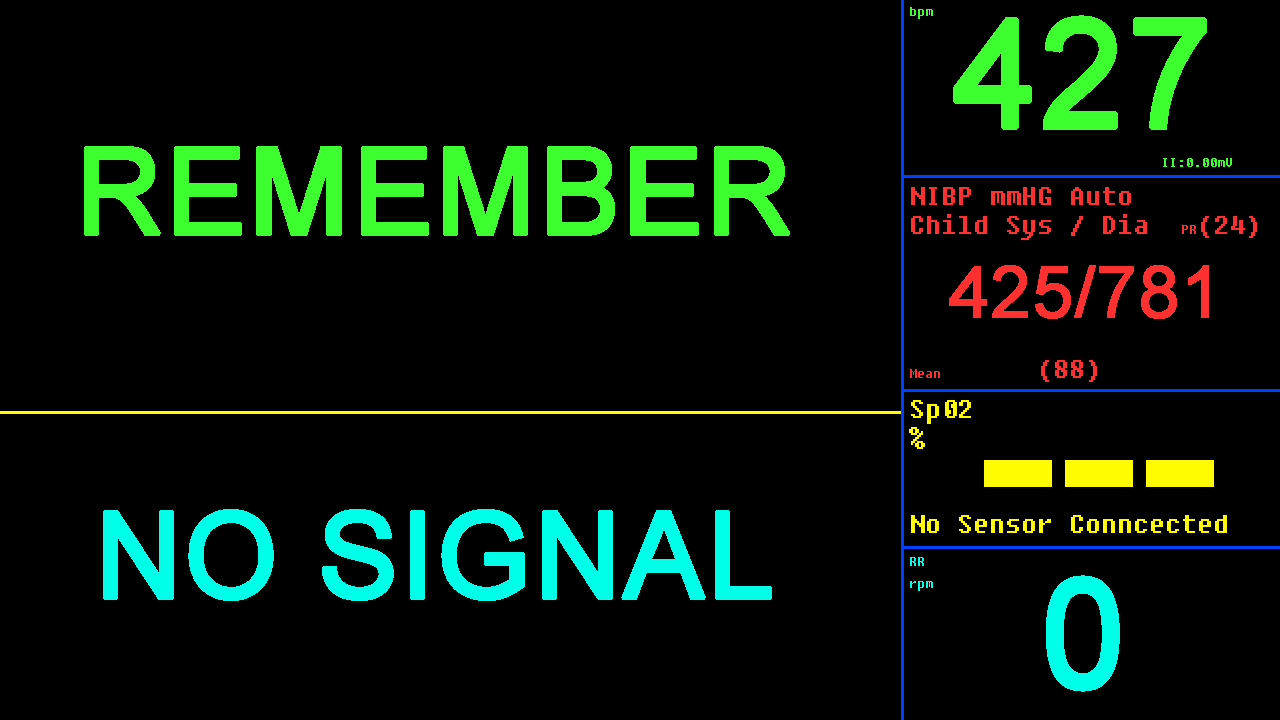 REMEMBER
NO SIGNAL
bpm
427
II:0.00mV
NIBP mmHG Auto
Child Sys / Dia PR(24)
425/781
Mean (88)
SpO2
%
No Sensor Conncected
RR
rpm
0